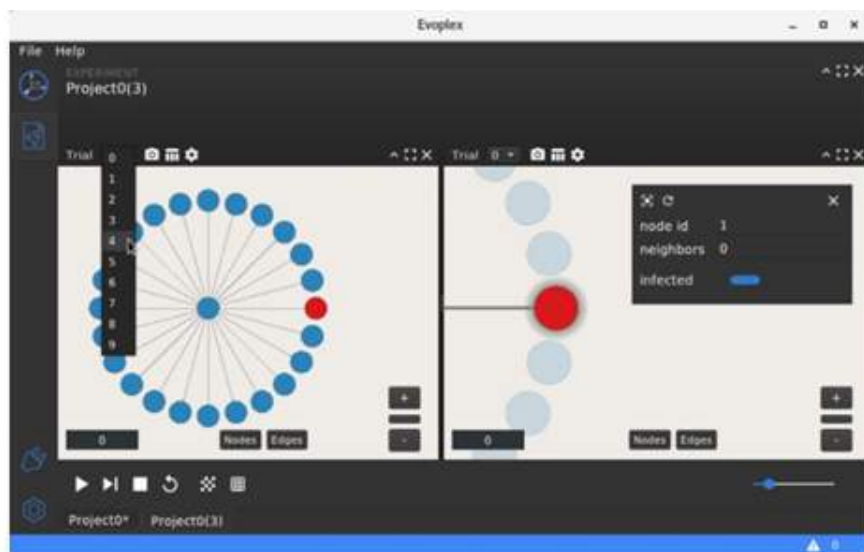 Evoplex
File Help
EXPERIMENT
Project0(3)
Trial
0
1
2
3
4
5
6
7
8
9
0
Nodes Edges
+
-
Trial 0
node id 1
neighbors 0
infected
0
Nodes Edges
+
-
Project0* Project0(3)
0